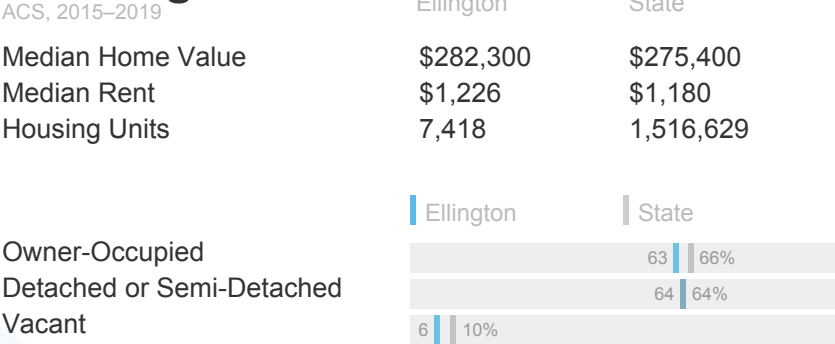 ACS, 2015–2019 Ellington State
Median Home Value $282,300 $275,400
Median Rent $1,226 $1,180
Housing Units 7,418 1,516,629
Ellington State
Owner-Occupied 63 66%
Detached or Semi-Detached 64 64%
Vacant 6 10%